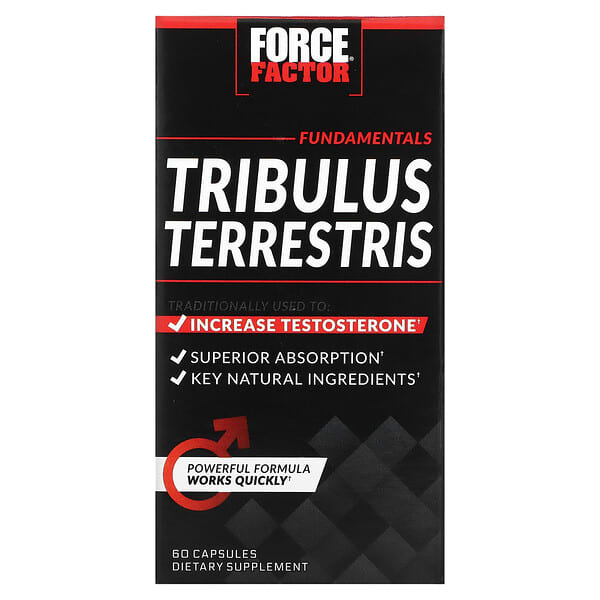 FORCE
FACTOR®
FUNDAMENTALS
TRIBULUS
TERRESTRIS
TRADITIONALLY USED TO:
INCREASE TESTOSTERONE†
SUPERIOR ABSORPTION†
KEY NATURAL INGREDIENTS†
POWERFUL FORMULA
WORKS QUICKLY†
60 CAPSULES
DIETARY SUPPLEMENT